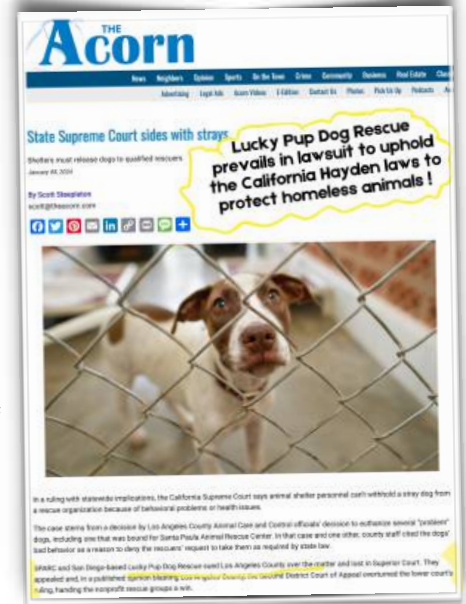 THE
Acorn
News Neighbors Opinion Sports On the Town Crime Community Business Real Estate
Advertising Legal Ads Acorn Videos E-Edition Contact Us Photos Pick Us Up Podcasts
State Supreme Court sides with strays
Shelters must release dogs to qualified rescuers
January 04, 2024
By Scott Steepleton
scott@theacorn.com
Lucky Pup Dog Rescue
prevails in lawsuit to uphold
the California Hayden laws to
protect homeless animals !
In a ruling with statewide implications, the California Supreme Court says animal shelter personnel can't withhold a stray dog from
a rescue organization because of behavioral problems or health issues.
The case stems from a decision by Los Angeles County Animal Care and Control officials' decision to euthanize several "problem"
dogs, including one that was bound for Santa Paula Animal Rescue Center. In that case and one other, county staff cited the dogs'
bad behavior as a reason to deny the rescuers' request to take them as required by state law.
SPARC and San Diego-based Lucky Pup Dog Rescue sued Los Angeles County over the matter and lost in Superior Court. They
appealed and, in a published opinion blasting Los Angeles County, the Second District Court of Appeal overturned the lower court's
ruling, handing the nonprofit rescue groups a win.